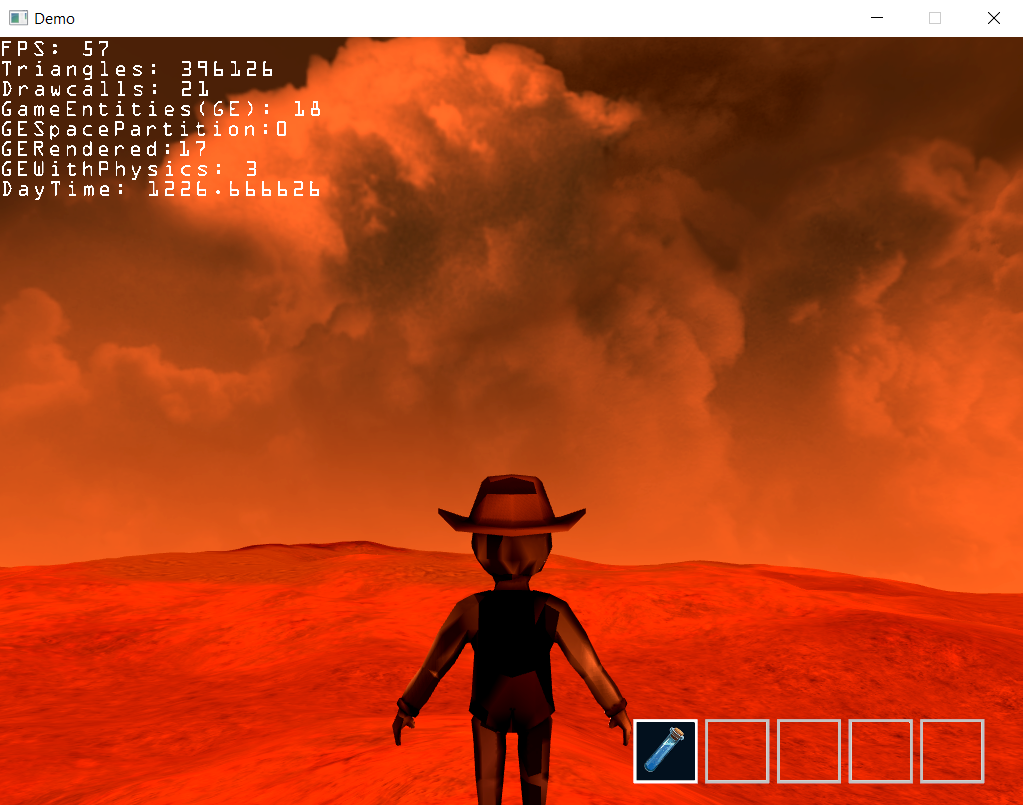 Demo
FPS: 57
Triangles: 396126
Drawcalls: 21
GameEntities(GE): 18
GESpacePartition:0
GERendered:17
GEWithPhysics: 3
DayTime: 1226.666626